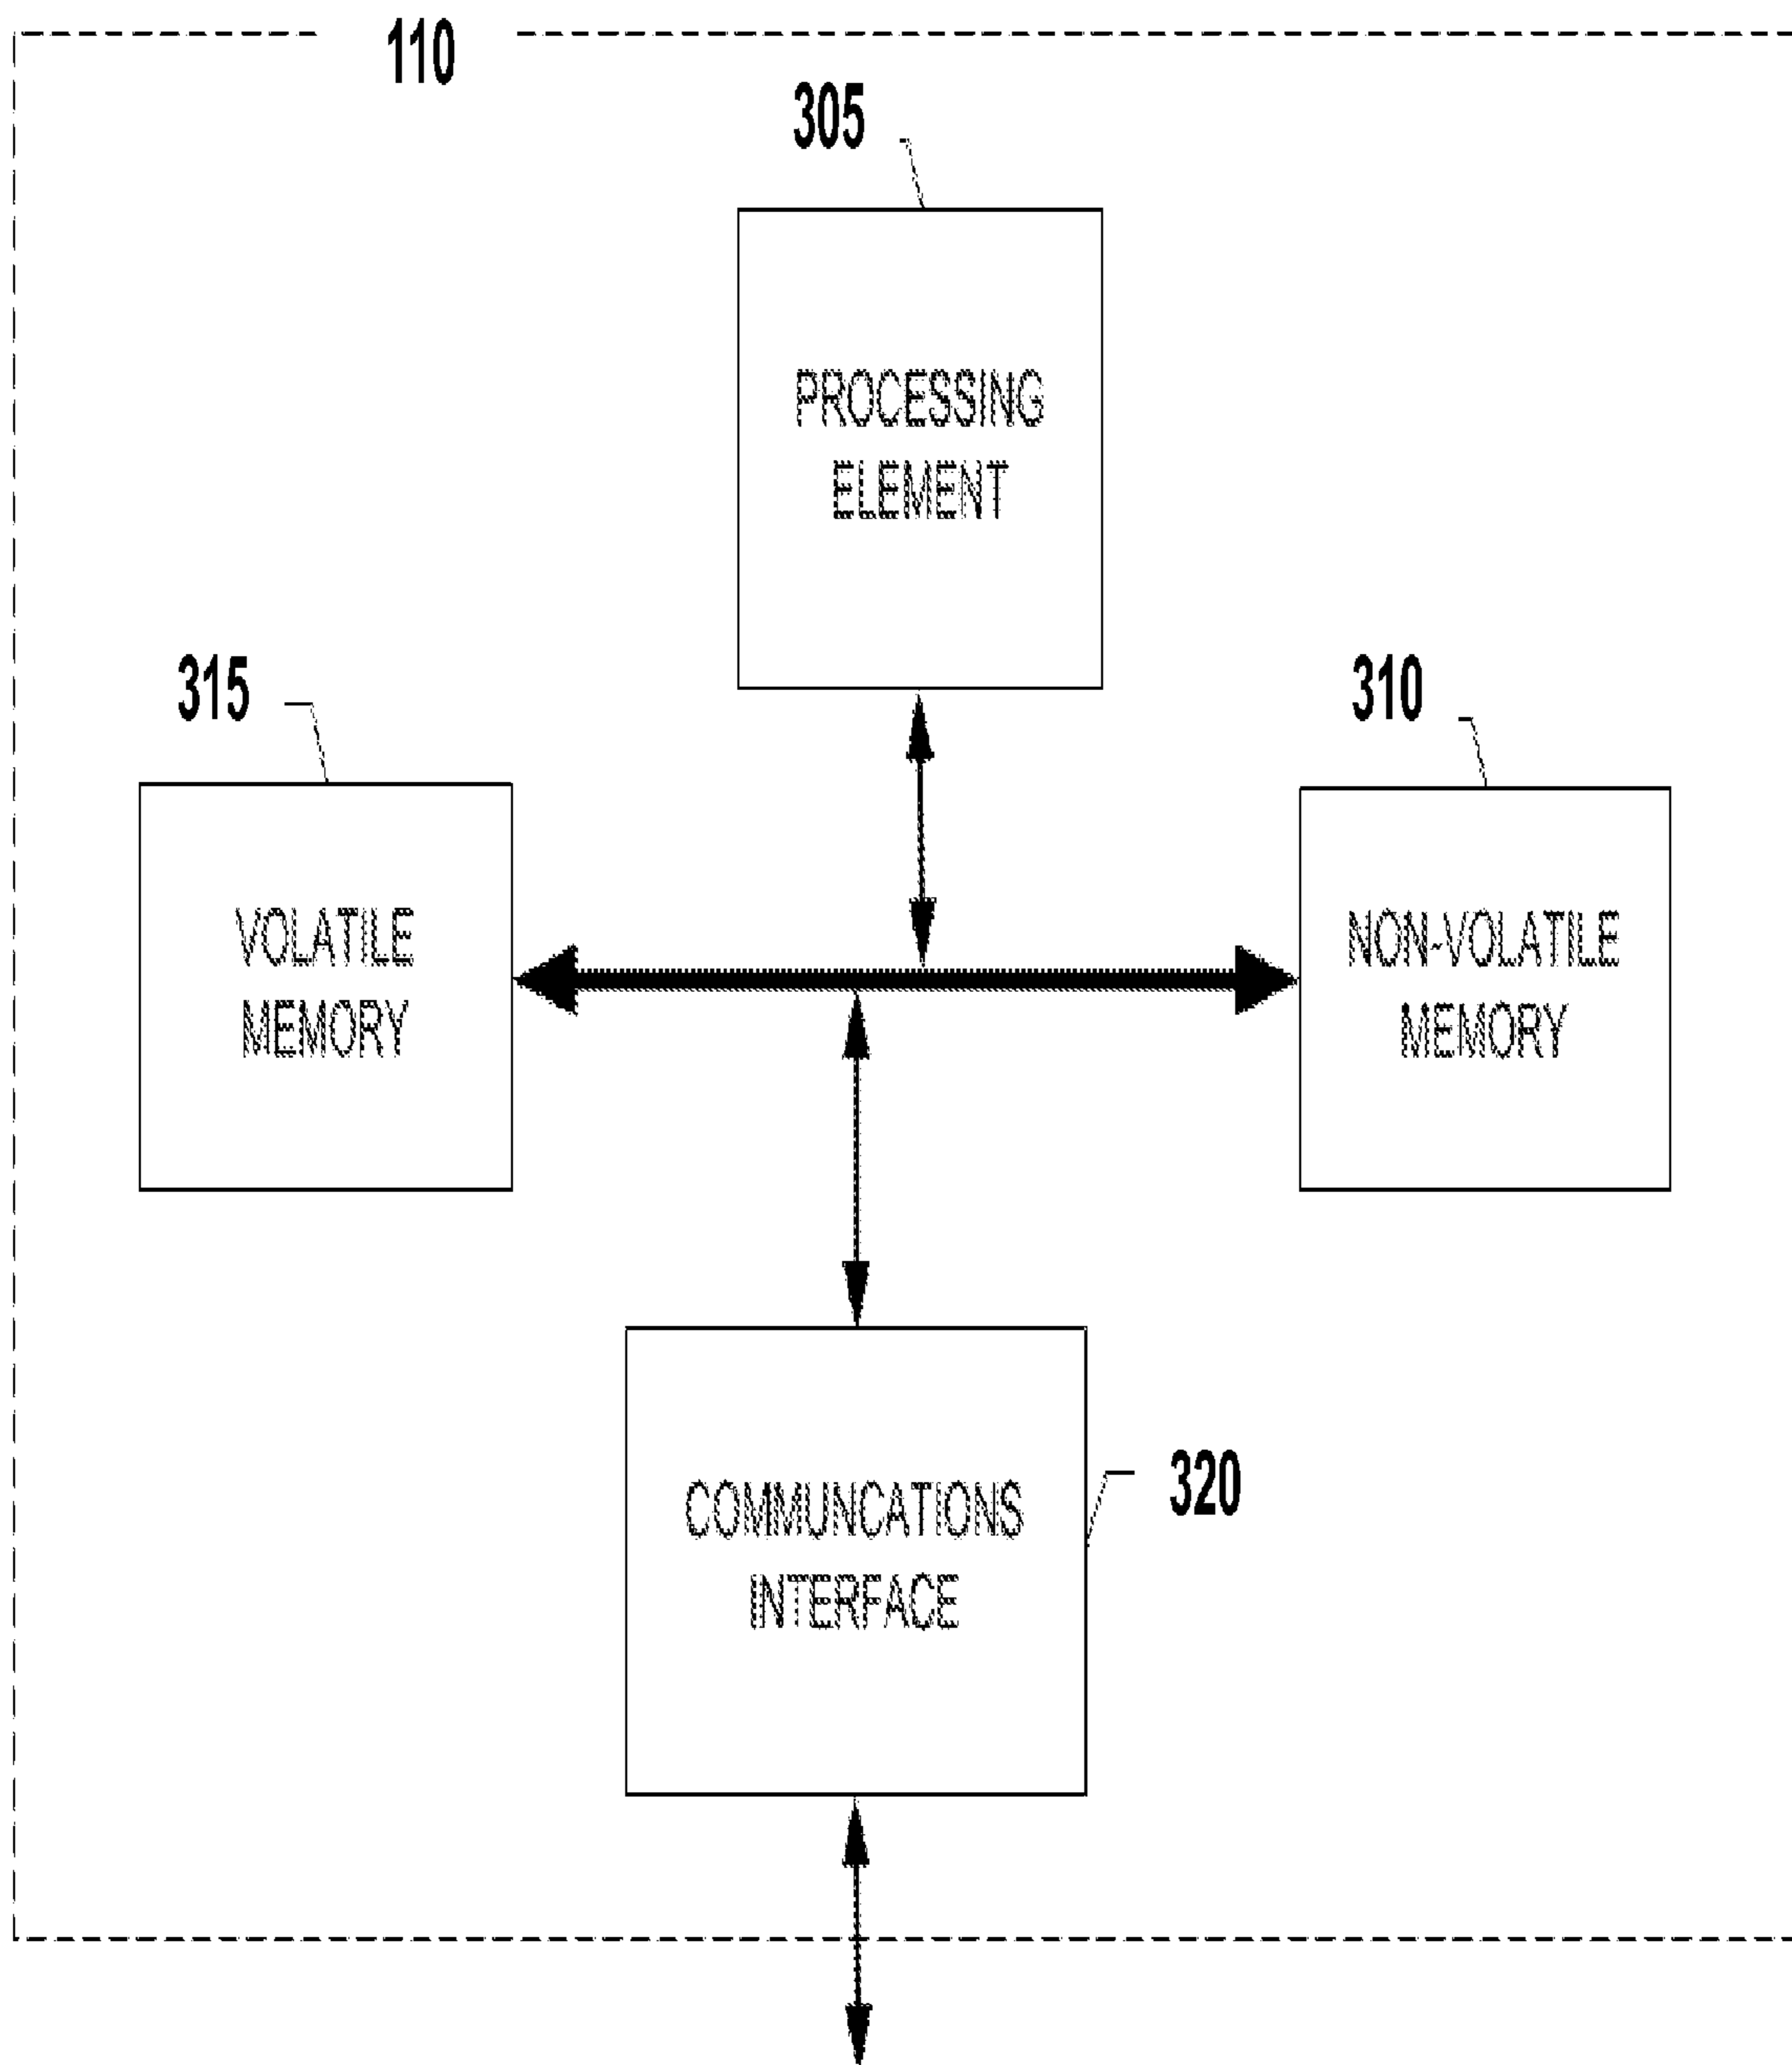 110
305
PROCESSING
ELEMENT
315
310
VOLATILE
MEMORY
NON-VOLATILE
MEMORY
COMMUNCATIONS
INTERFACE
320